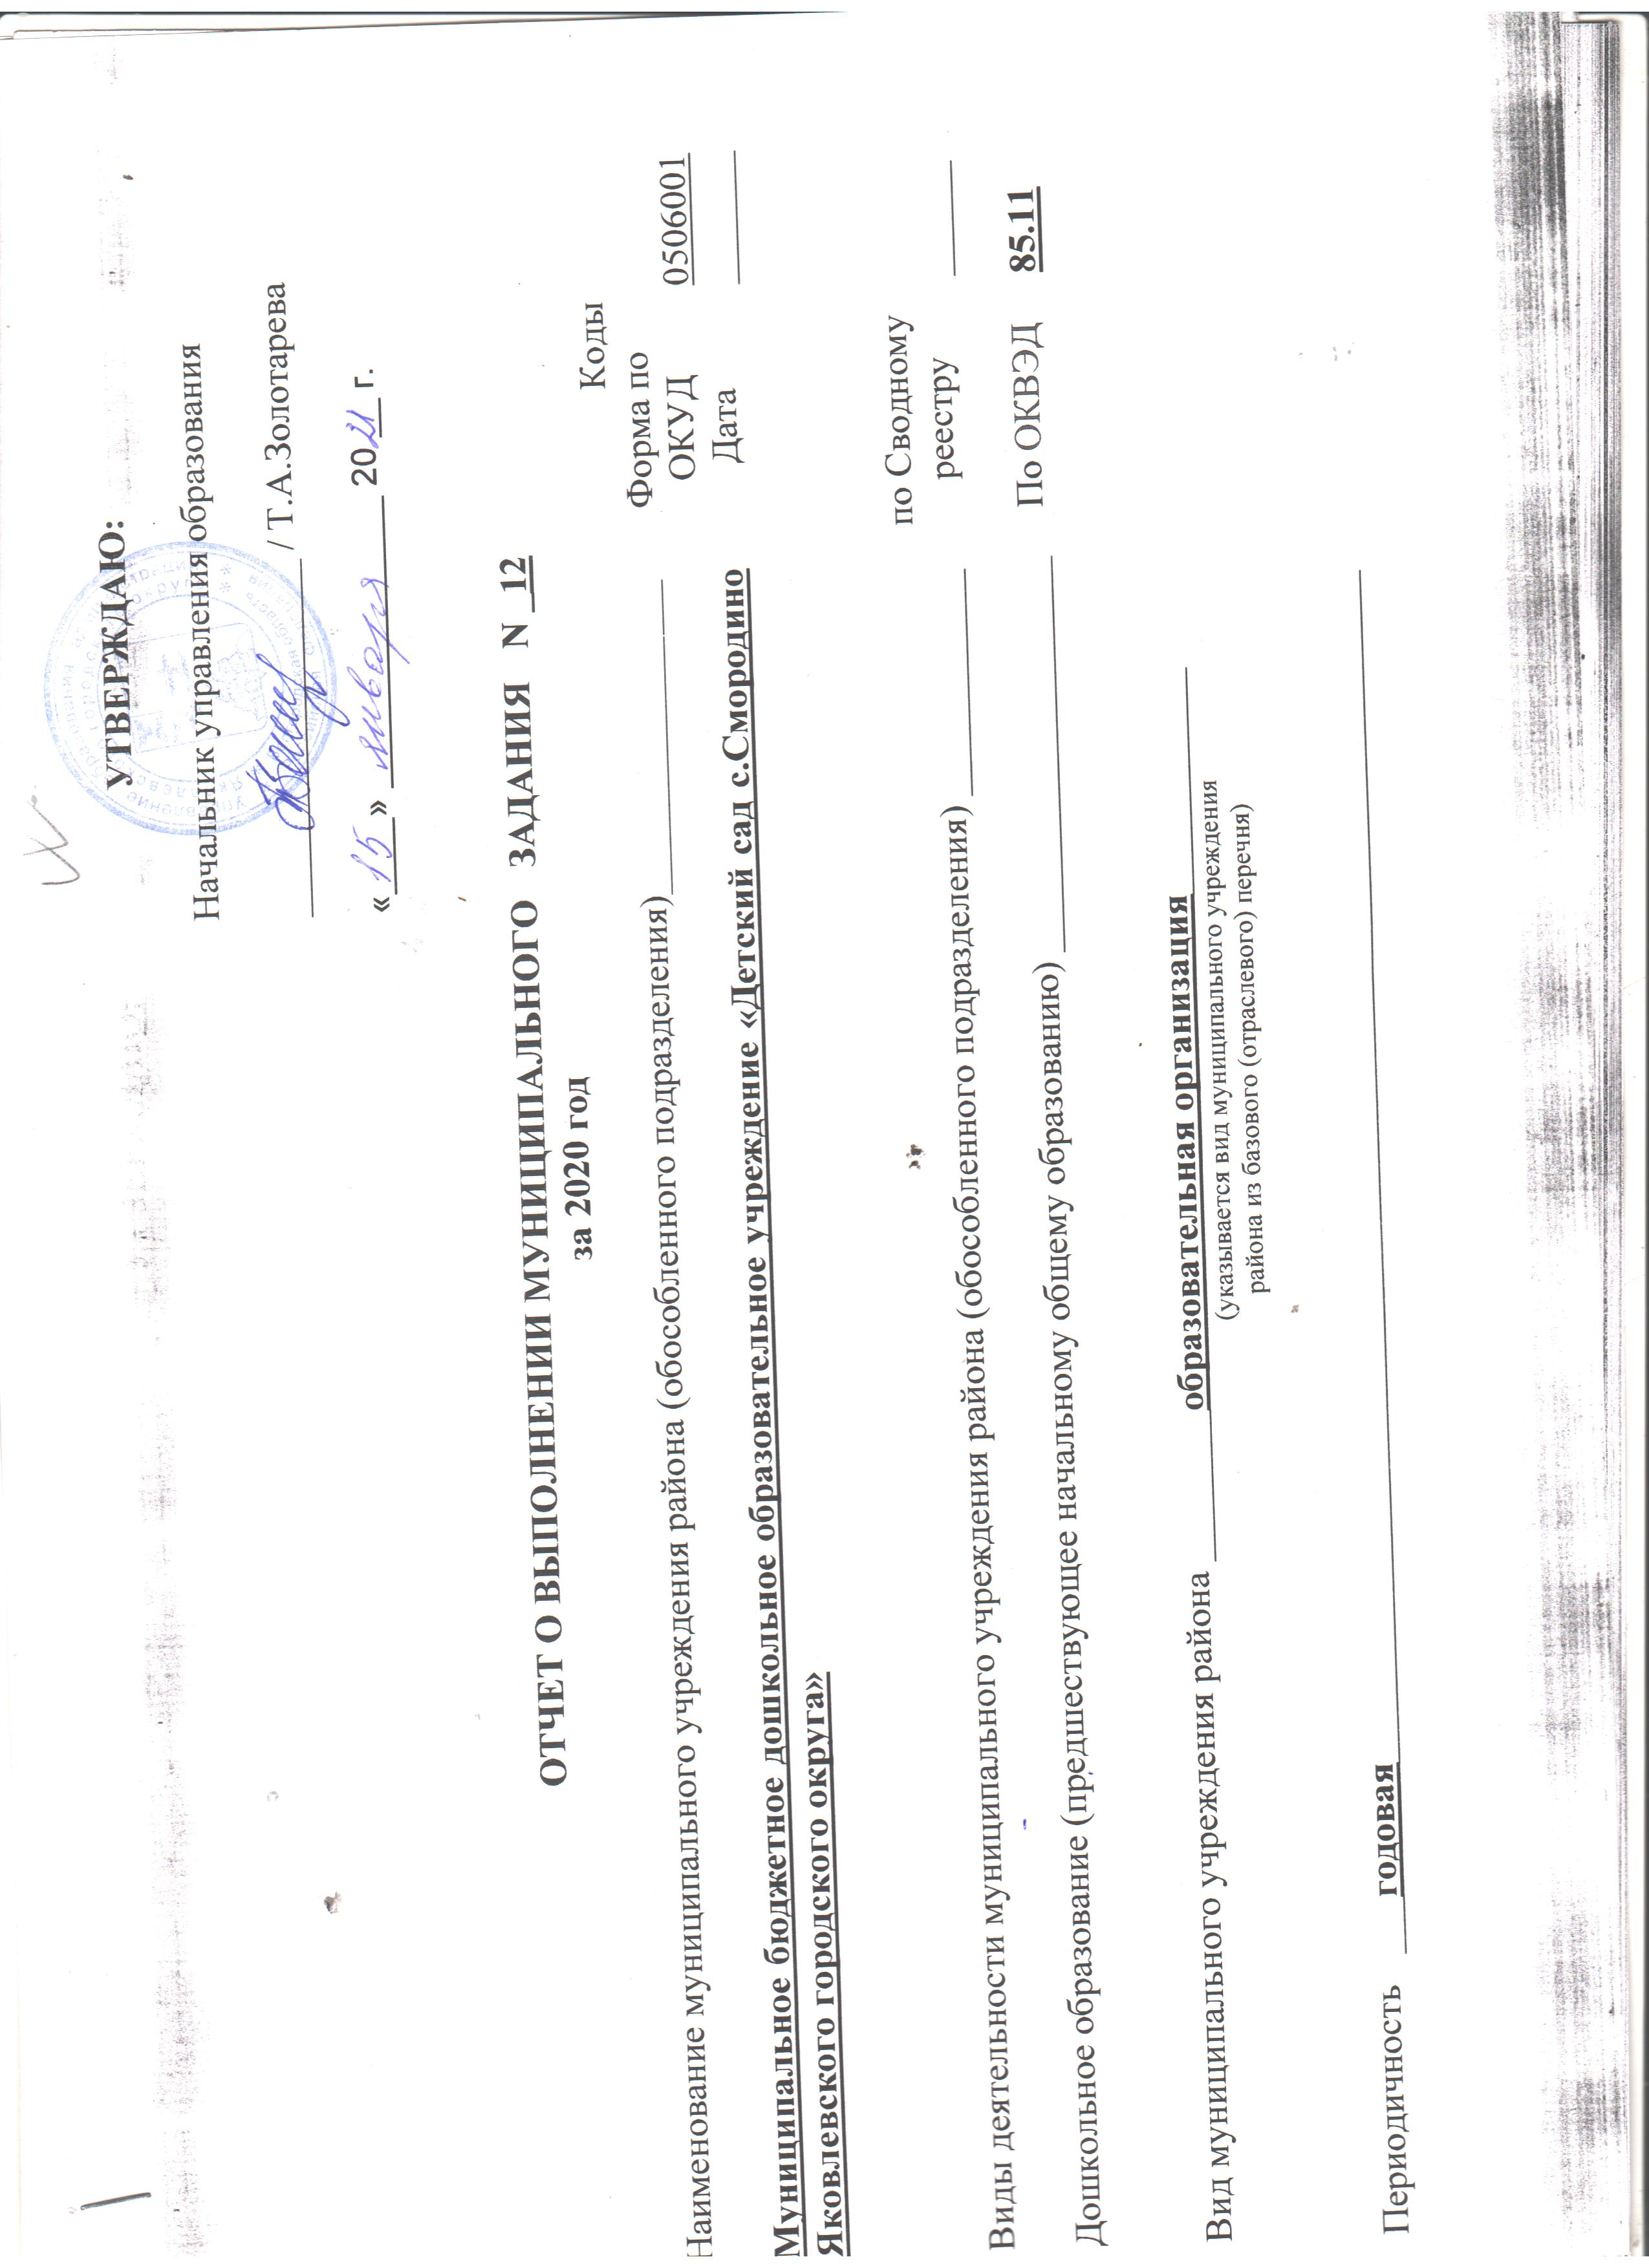 УТВЕРЖДАЮ:
Начальник управления образования
/ Т.А.Золотарева
« 15 » января 2021 г.
ОТЧЕТ О ВЫПОЛНЕНИИ МУНИЦИПАЛЬНОГО ЗАДАНИЯ N 12
за 2020 год
Коды
Форма по ОКУД 0506001
Дата
Наименование муниципального учреждения района (обособленного подразделения)
Муниципальное бюджетное дошкольное образовательное учреждение «Детский сад с.Смородино
Яковлевского городского округа»
по Сводному
реестру
Виды деятельности муниципального учреждения района (обособленного подразделения)
По ОКВЭД 85.11
Дошкольное образование (предшествующее начальному общему образованию)
Вид муниципального учреждения района образовательная организация
(указывается вид муниципального учреждения
района из базового (отраслевого) перечня)
Периодичность годовая